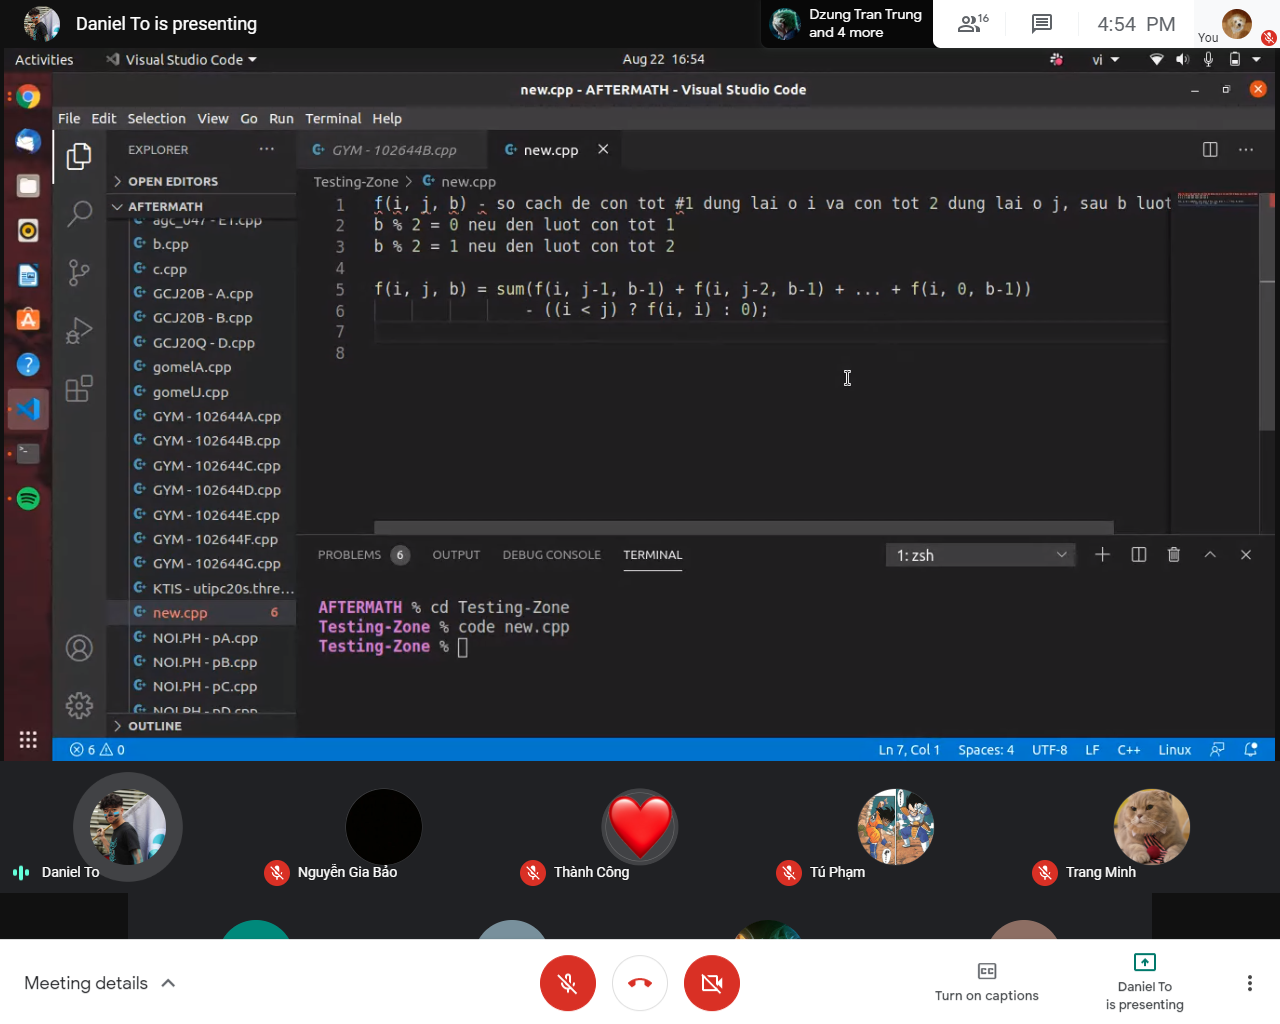 Daniel To is presenting
Dzung Tran Trung
and 4 more
16
4:54 PM
You
Activities
Visual Studio Code
Aug 22 16:54
vi
new.cpp - AFTERMATH - Visual Studio Code
File Edit Selection View Go Run Terminal Help
EXPLORER
GYM - 102644B.cpp
new.cpp
OPEN EDITORS
AFTERMATH
agc_047 - E1.cpp
b.cpp
c.cpp
GCJ20B - A.cpp
GCJ20B - B.cpp
GCJ20Q - D.cpp
gomelA.cpp
gomelJ.cpp
GYM - 102644A.cpp
GYM - 102644B.cpp
GYM - 102644C.cpp
GYM - 102644D.cpp
GYM - 102644E.cpp
GYM - 102644F.cpp
GYM - 102644G.cpp
KTIS - utipc20s.thre...
new.cpp 6
NOI.PH - pA.cpp
NOI.PH - pB.cpp
NOI.PH - pC.cpp
NOI.PH - pD.cpp
OUTLINE
Testing-Zone > new.cpp
1 f(i, j, b) - so cach de con tot #1 dung lai o i va con tot 2 dung lai o j, sau b luot
2 b % 2 = 0 neu den luot con tot 1
3 b % 2 = 1 neu den luot con tot 2
4
5 f(i, j, b) = sum(f(i, j-1, b-1) + f(i, j-2, b-1) + ... + f(i, 0, b-1))
6 - ((i < j) ? f(i, i) : 0);
7
8
PROBLEMS 6 OUTPUT DEBUG CONSOLE TERMINAL
1: zsh
AFTERMATH % cd Testing-Zone
Testing-Zone % code new.cpp
Testing-Zone %
6 0
Ln 7, Col 1 Spaces: 4 UTF-8 LF C++ Linux
Daniel To
Nguyễn Gia Bảo
Thành Công
Tú Phạm
Trang Minh
Meeting details
Turn on captions
Daniel To
is presenting